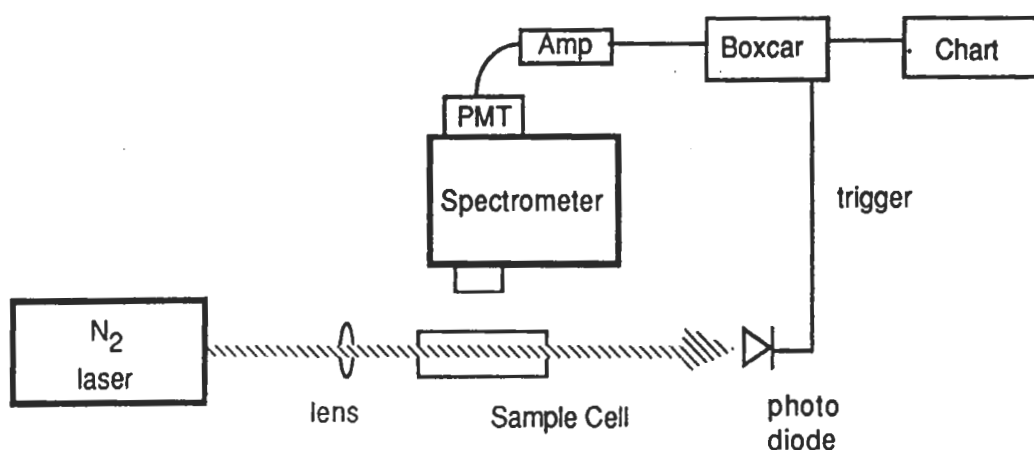 Amp
Boxcar
Chart
PMT
Spectrometer
trigger
N2
laser
lens
Sample Cell
photo
diode